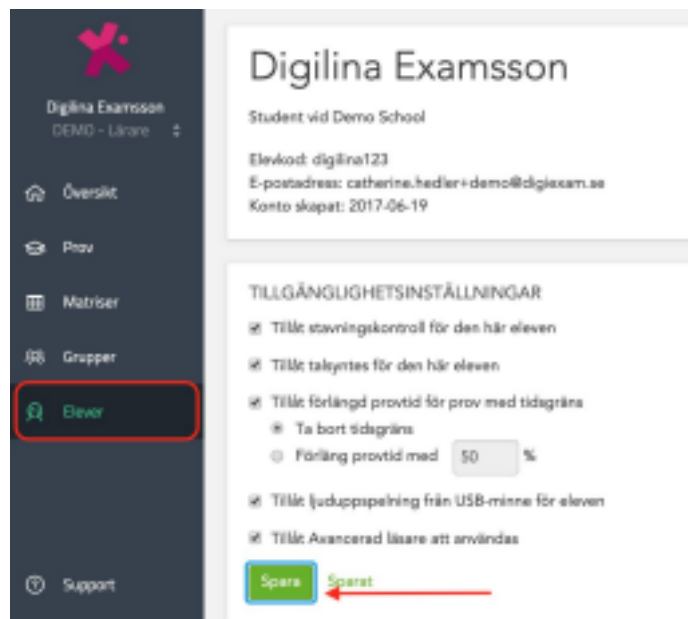 Digilina Examsson
DEMO - Lärare
Översikt
Prov
Matriser
Grupper
Elever
Support
Digilina Examsson
Student vid Demo School
Elevkod: digilina123
E-postadress: catherine.hedler+demo@digiexam.se
Konto skapat: 2017-06-19
TILLGÄNGLIGHETSINSTÄLLNINGAR
Tillåt stavningskontroll för den här eleven
Tillåt talsyntes för den här eleven
Tillåt förlängd provtid för prov med tidsgräns
Ta bort tidsgräns
Förläng provtid med 50 %
Tillåt ljuduppspelning från USB-minne för eleven
Tillåt Avancerad läsare att användas
Spara Sparat